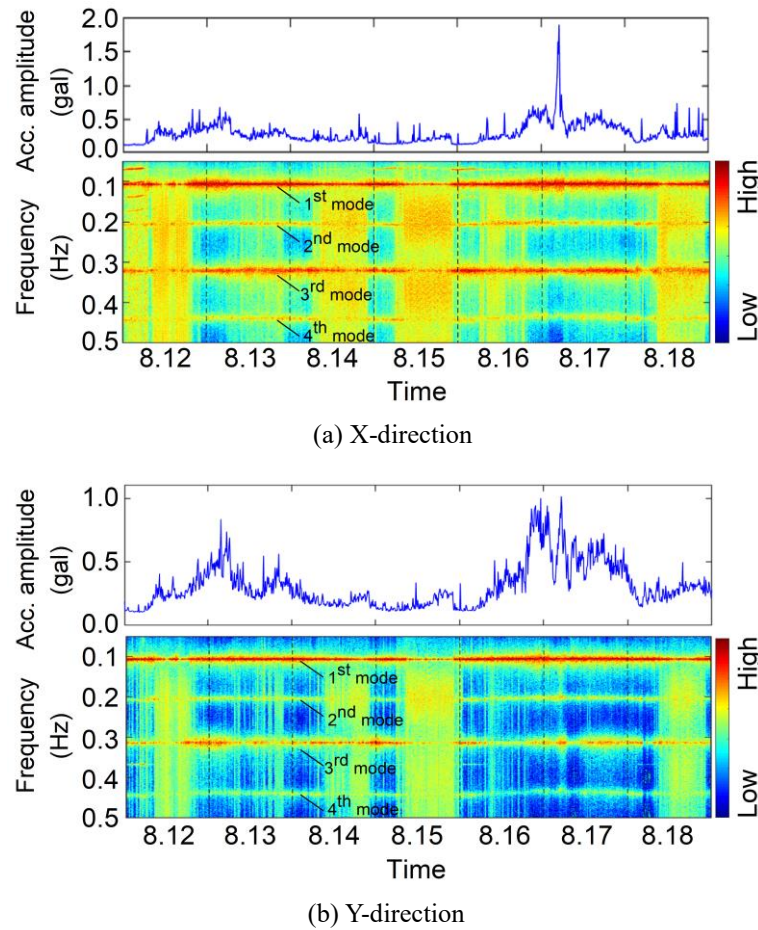 Acc. amplitude
(gal)
2.0
1.5
1.0
0.5
0.0
Frequency
(Hz)
0.1
0.2
0.3
0.4
0.5
1st mode
2nd mode
3rd mode
4th mode
High
Low
8.12 8.13 8.14 8.15 8.16 8.17 8.18
Time
(a) X-direction
Acc. amplitude
(gal)
1.0
0.5
0.0
Frequency
(Hz)
0.1
0.2
0.3
0.4
0.5
1st mode
2nd mode
3rd mode
4th mode
High
Low
8.12 8.13 8.14 8.15 8.16 8.17 8.18
Time
(b) Y-direction